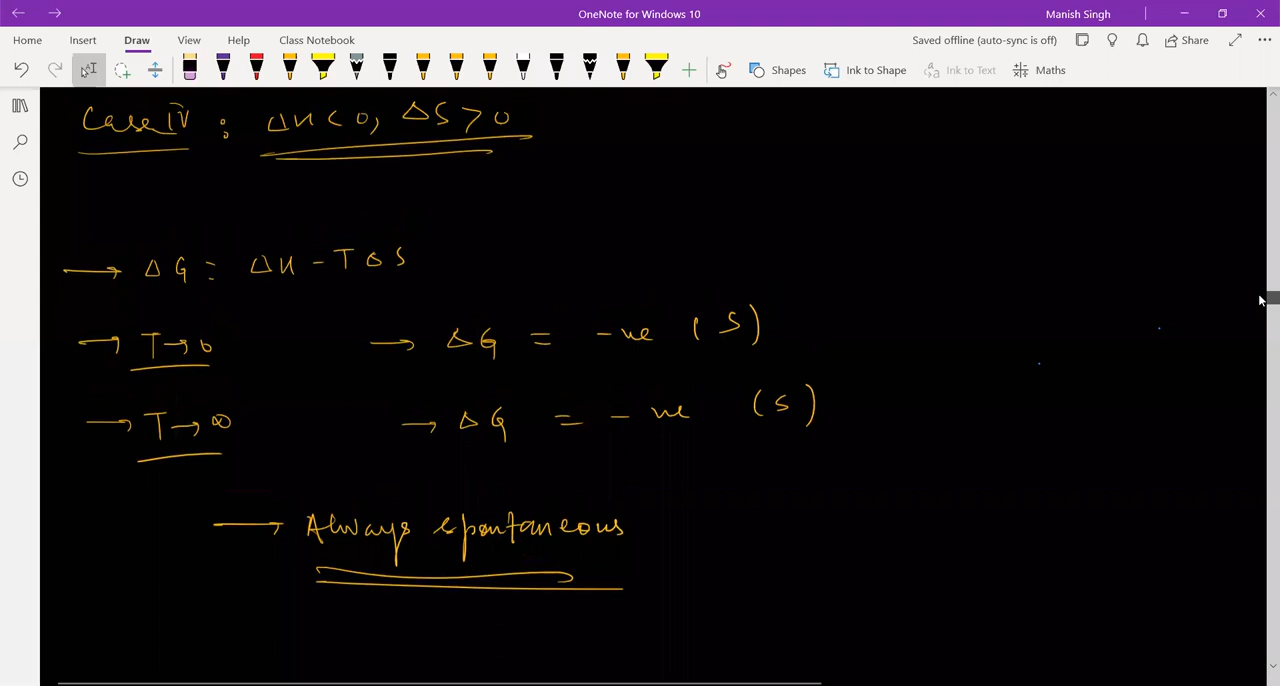 OneNote for Windows 10
Manish Singh
Home Insert Draw View Help Class Notebook
Saved offline (auto-sync is off) Share
Shapes Ink to Shape Ink to Text Maths
Case IV : ΔH < 0, ΔS > 0
→ ΔG = ΔH - TΔS
→ T → 0 → ΔG = -ve (S)
→ T → ∞ → ΔG = -ve (S)
→ Always spontaneous